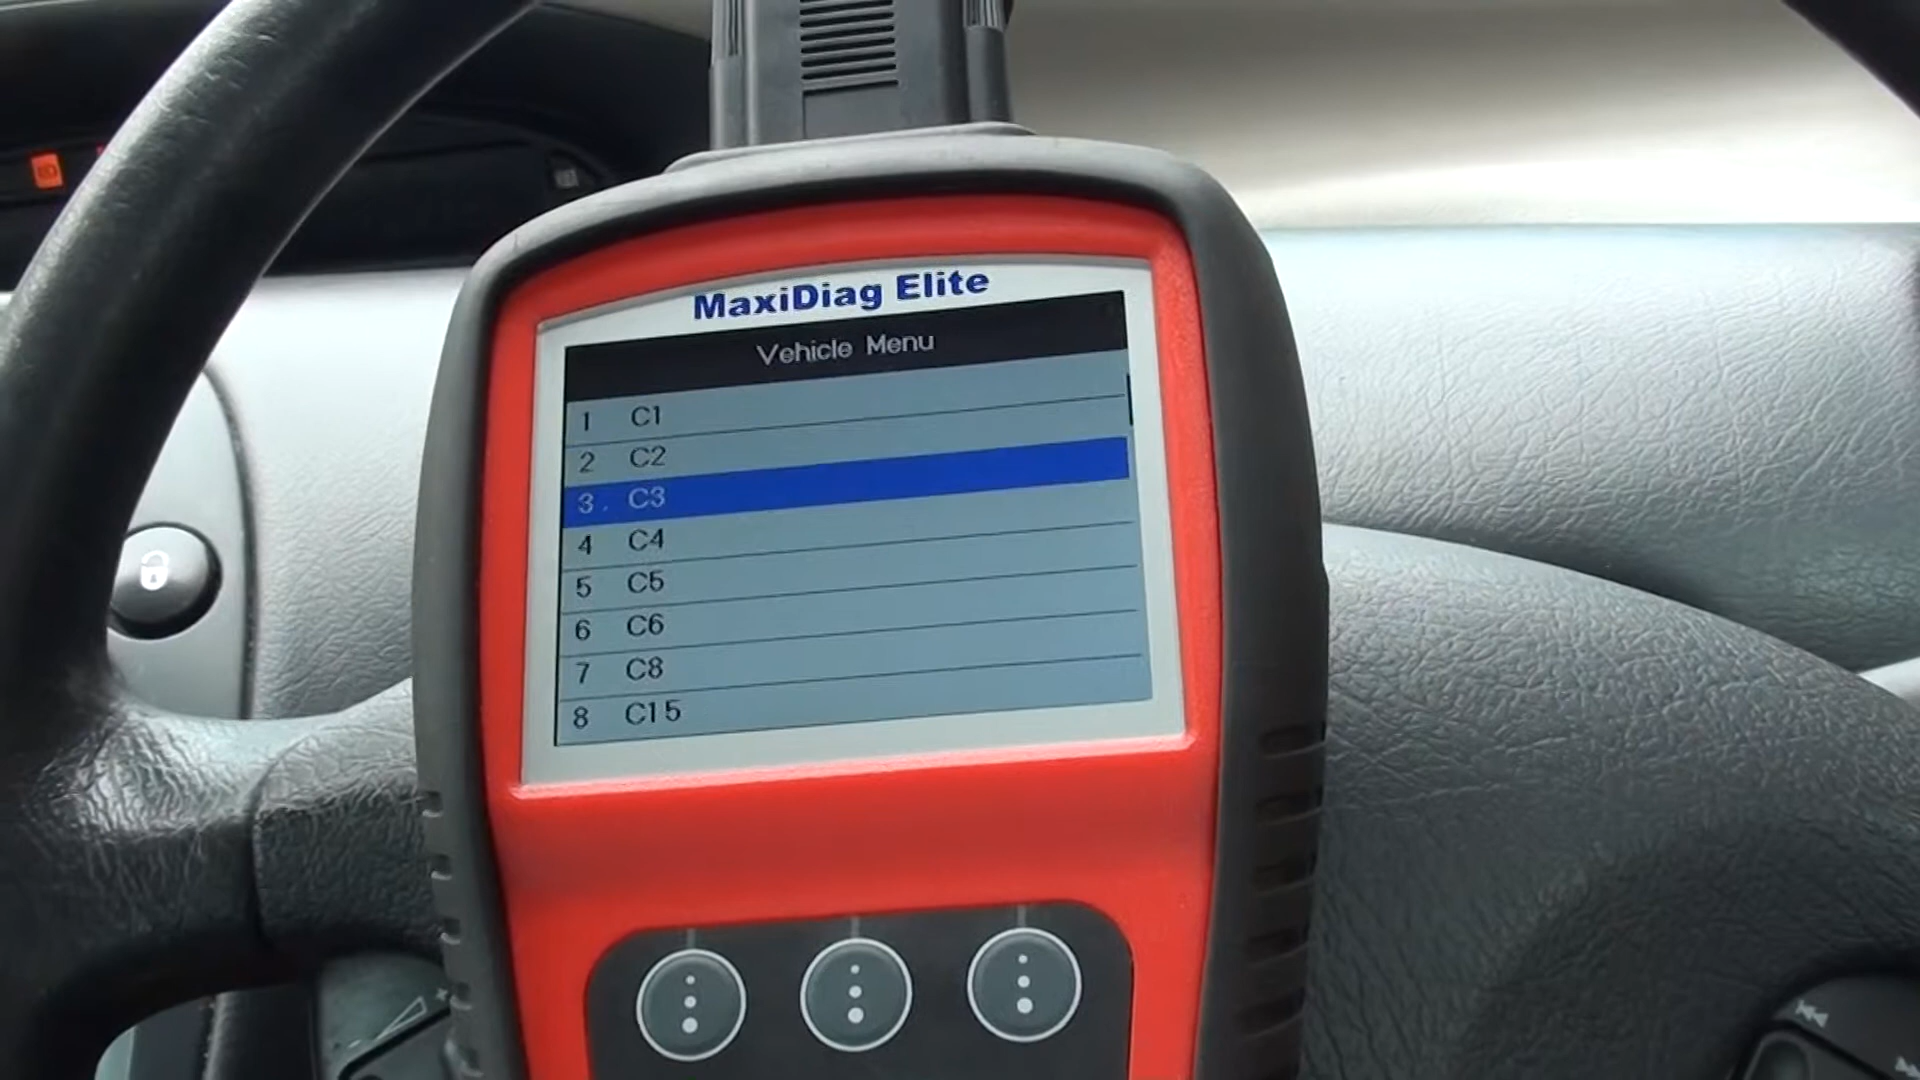 MaxiDiag Elite
Vehicle Menu
1 C1
2 C2
3. C3
4 C4
5 C5
6 C6
7 C8
8 C15